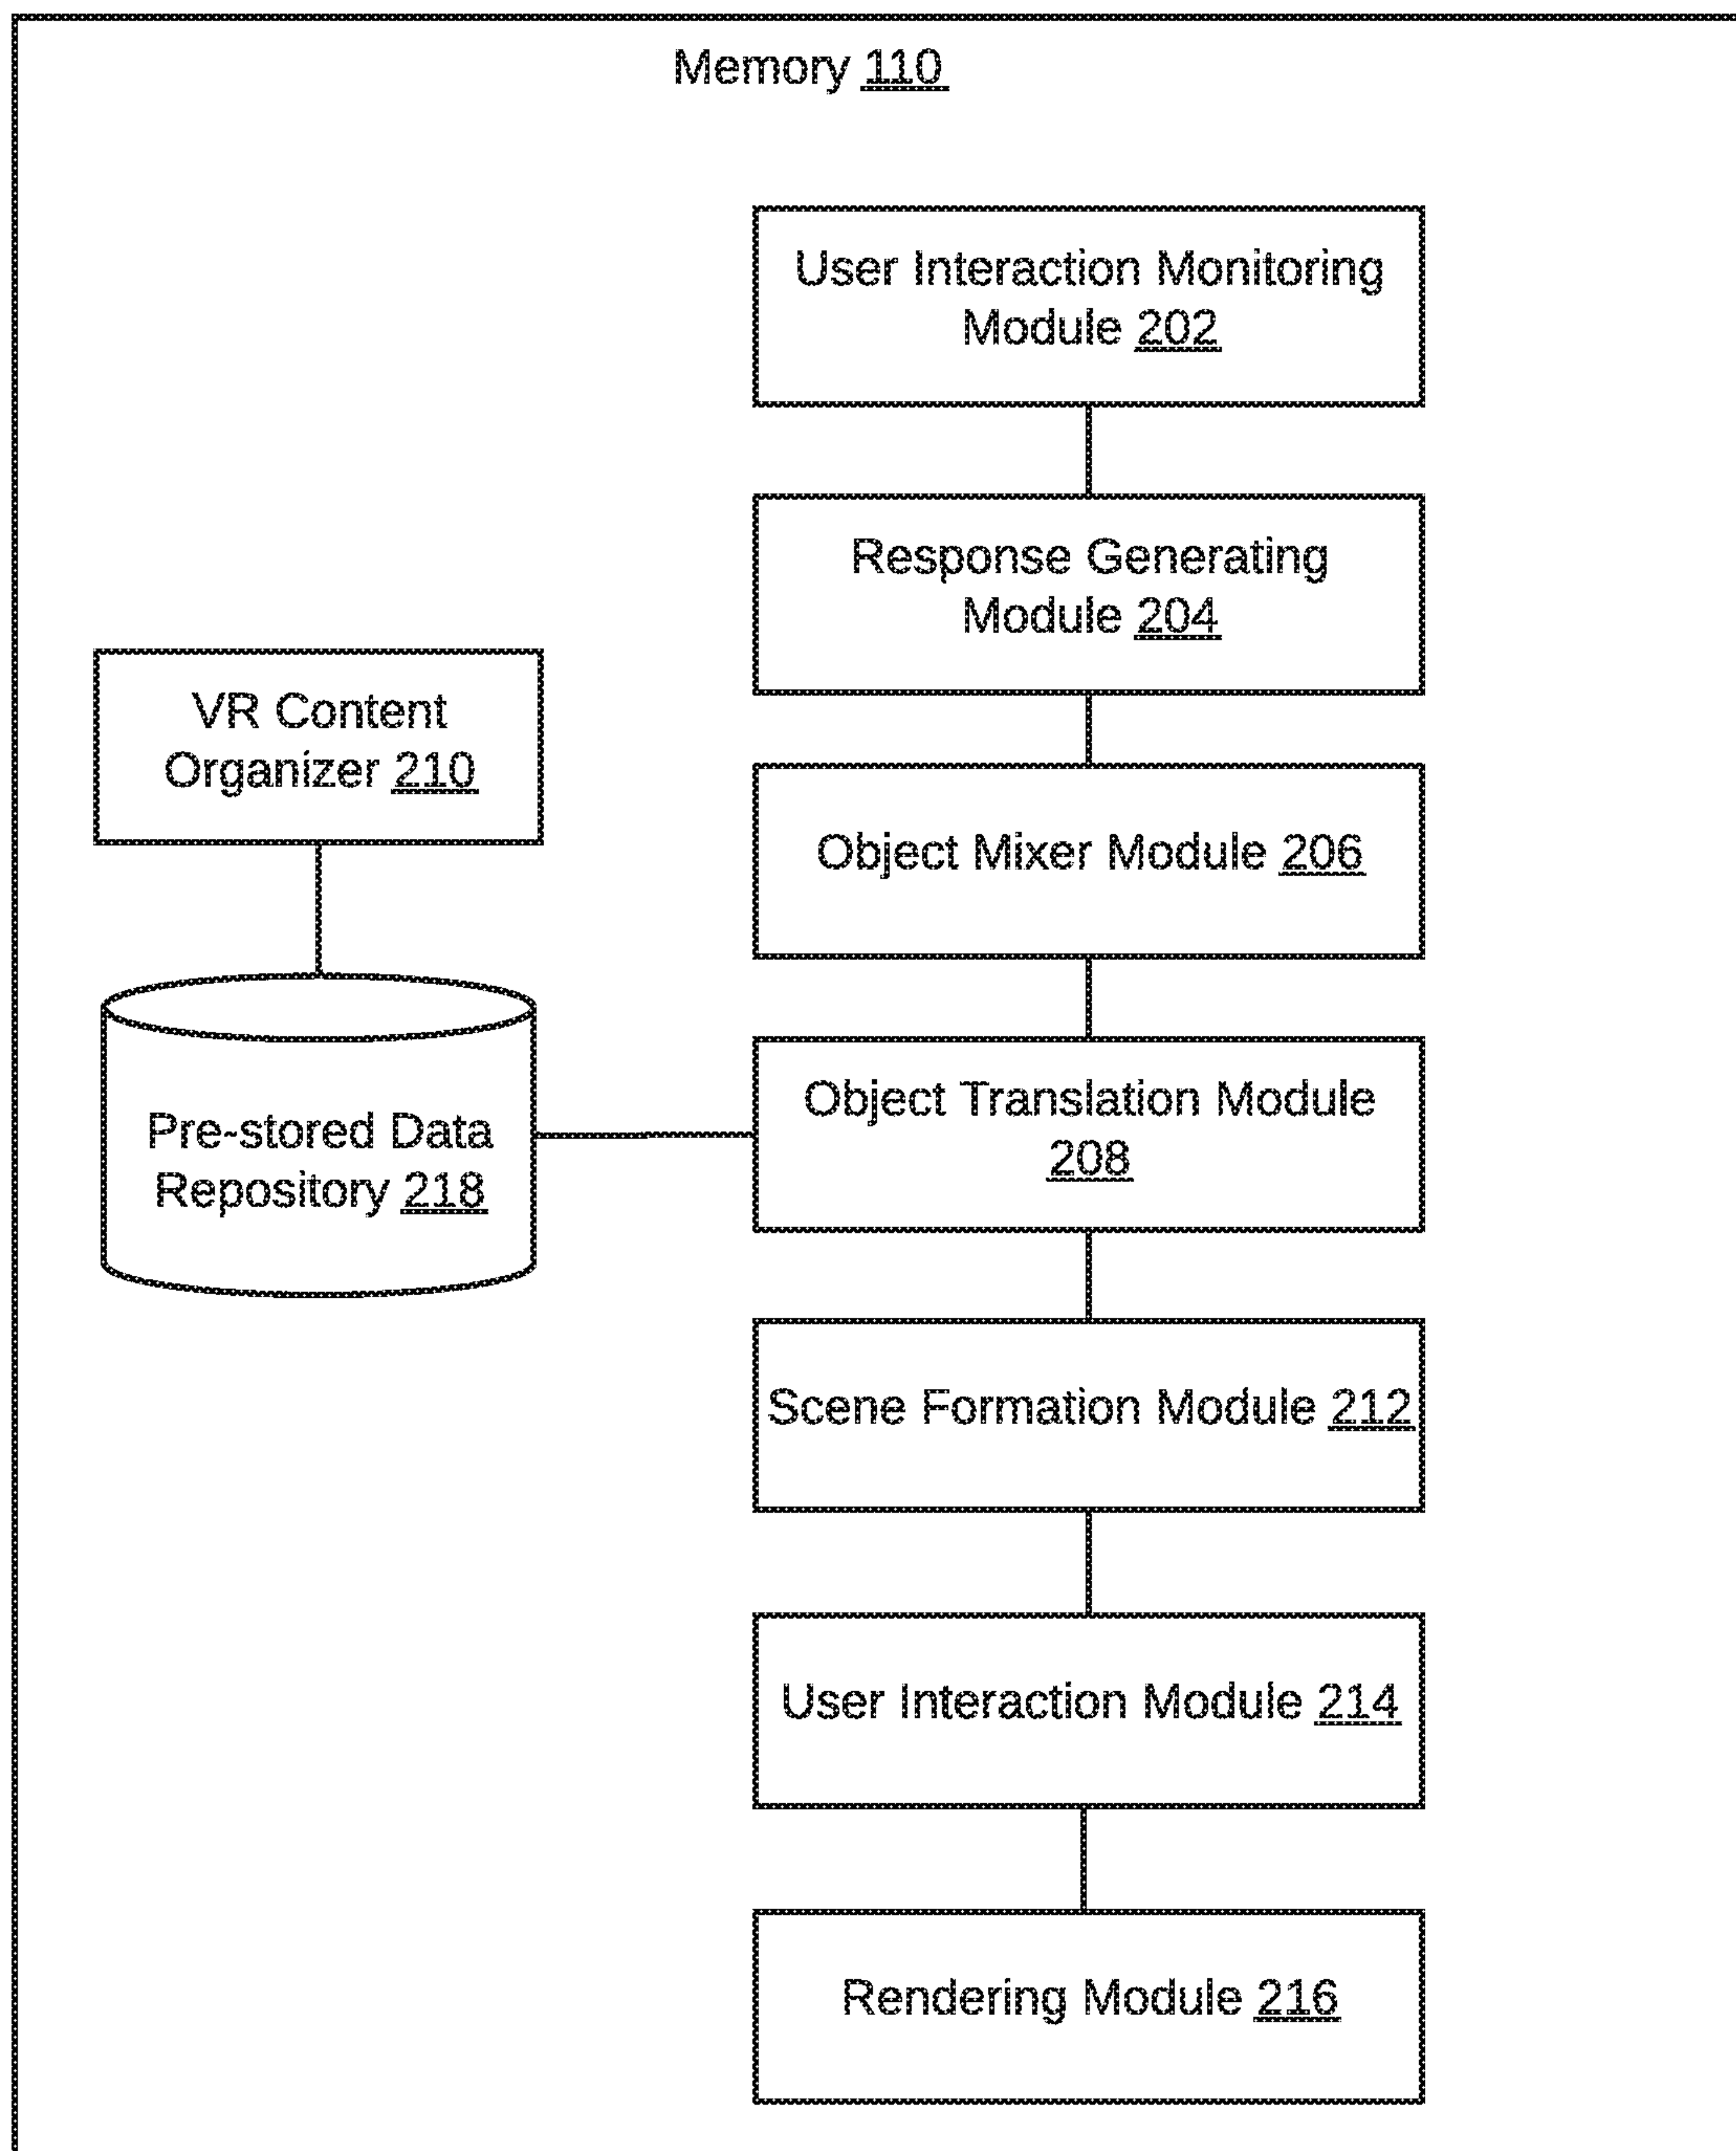 Memory 110
User Interaction Monitoring
Module 202
Response Generating
Module 204
VR Content
Organizer 210
Object Mixer Module 206
Pre-stored Data
Repository 218
Object Translation Module
208
Scene Formation Module 212
User Interaction Module 214
Rendering Module 216